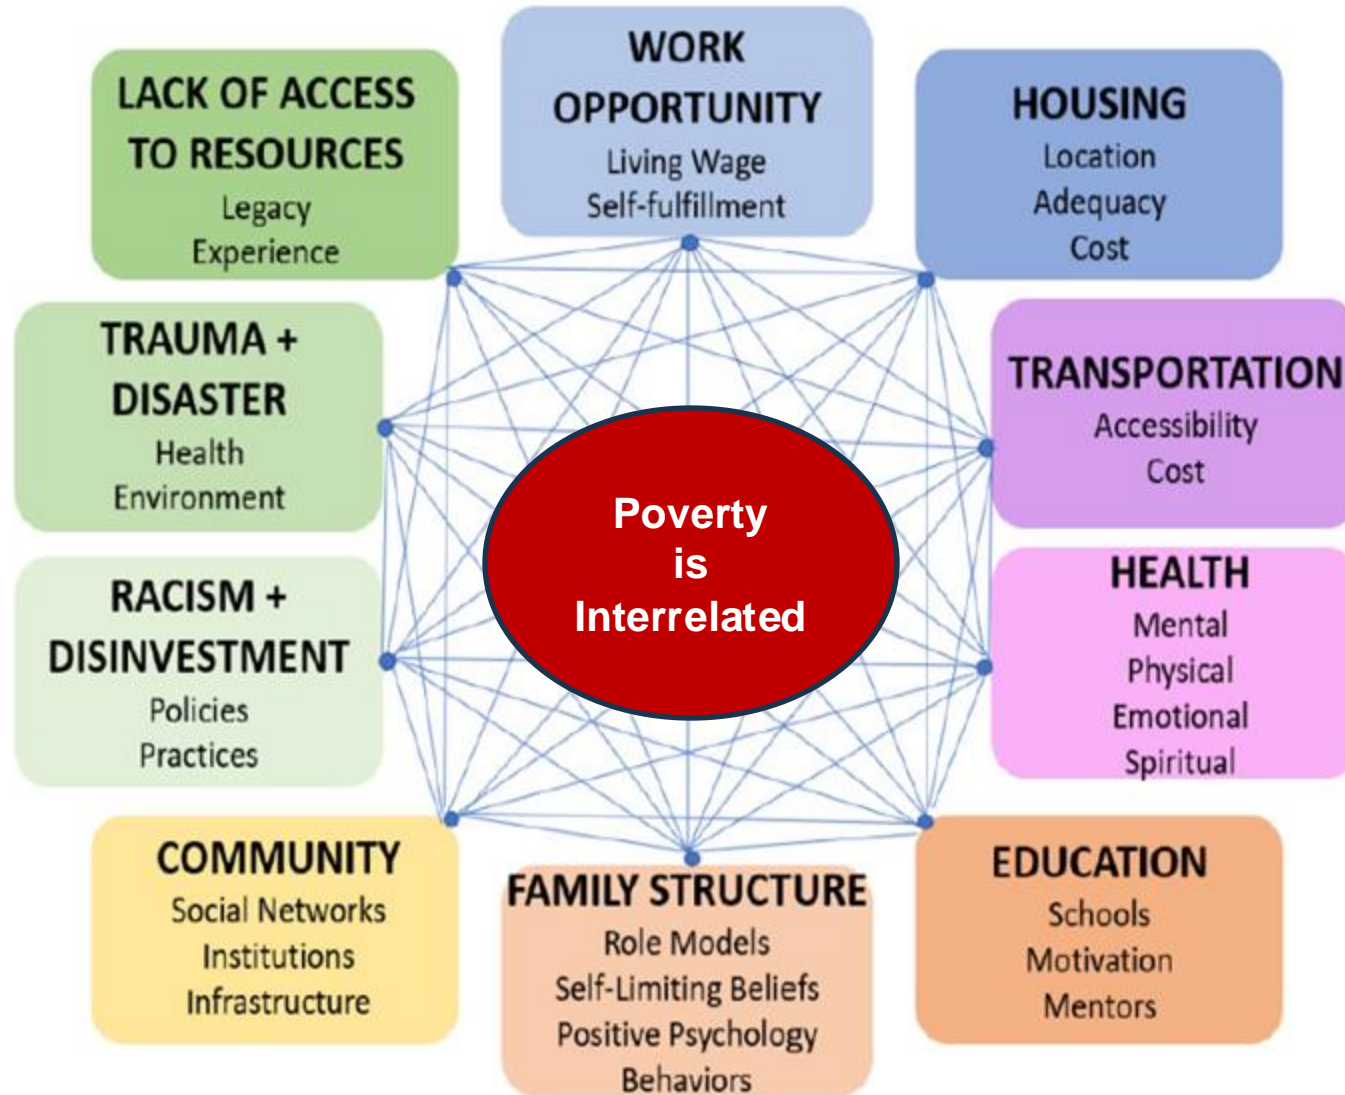 LACK OF ACCESS
TO RESOURCES
Legacy
Experience
WORK
OPPORTUNITY
Living Wage
Self-fulfillment
HOUSING
Location
Adequacy
Cost
TRAUMA +
DISASTER
Health
Environment
TRANSPORTATION
Accessibility
Cost
Poverty
is
Interrelated
RACISM +
DISINVESTMENT
Policies
Practices
HEALTH
Mental
Physical
Emotional
Spiritual
COMMUNITY
Social Networks
Institutions
Infrastructure
FAMILY STRUCTURE
Role Models
Self-Limiting Beliefs
Positive Psychology
Behaviors
EDUCATION
Schools
Motivation
Mentors